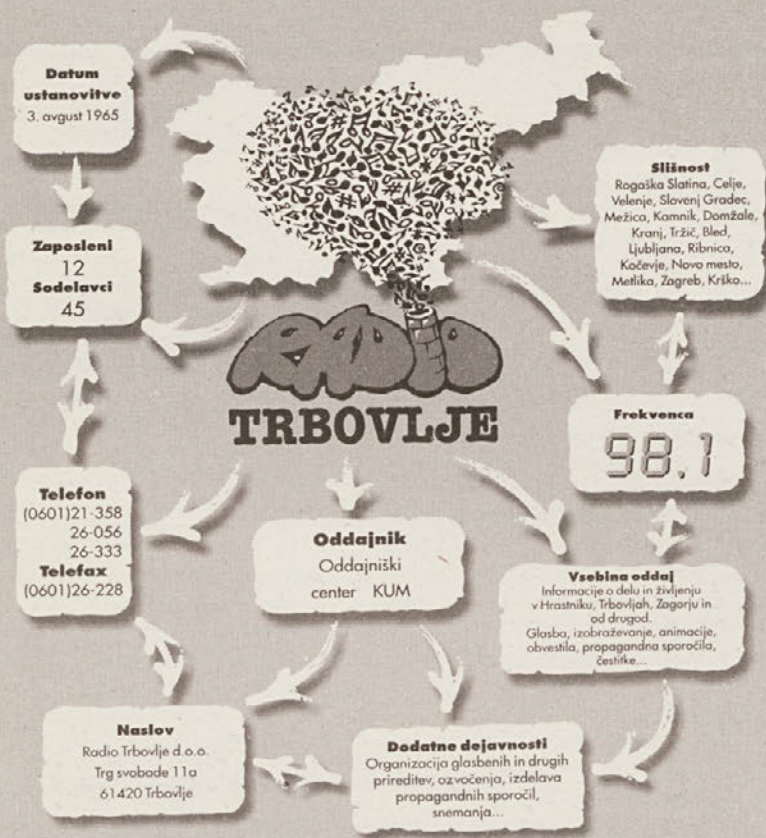 Datum
ustanovitve
3. avgust 1965
Slišnost
Rogaška Slatina, Celje,
Velenje, Slovenj Gradec,
Mežica, Kamnik, Domžale,
Kranj, Tržič, Bled,
Ljubljana, Ribnica,
Kočevje, Novo mesto,
Metlika, Zagreb, Krško...
Zaposleni
12
Sodelavci
45
RADIO
TRBOVLJE
Frekvenca
98.1
Telefon
(0601)21-358
26-056
26-333
Telefax
(0601)26-228
Oddajnik
Oddajniški
center KUM
Vsebina oddaj
Informacije o delu in življenju
v Hrastniku, Trbovljah, Zagorju in
od drugod.
Glasba, izobraževanje, animacije,
obvestila, propagandna sporočila,
čestitke...
Naslov
Radio Trbovlje d.o.o.
Trg svobode 11a
61420 Trbovlje
Dodatne dejavnosti
Organizacija glasbenih in drugih
prireditev, ozvočenja, izdelava
propagandnih sporočil,
snemanja...